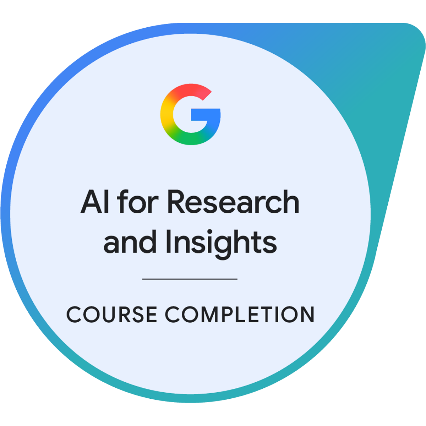 AI for Research
and Insights
COURSE COMPLETION